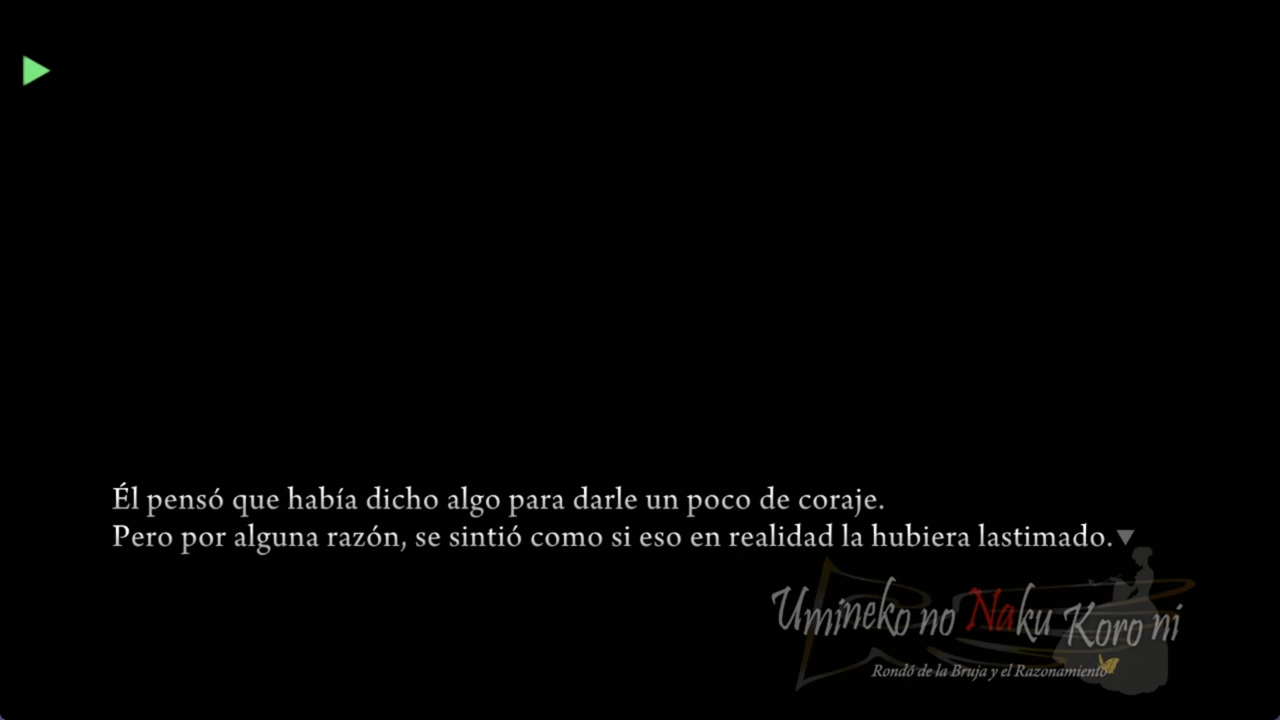 Él pensó que había dicho algo para darle un poco de coraje.
Pero por alguna razón, se sintió como si eso en realidad la hubiera lastimado.
Umineko no Naku Koro ni
Rondó de la Bruja y el Razonamiento